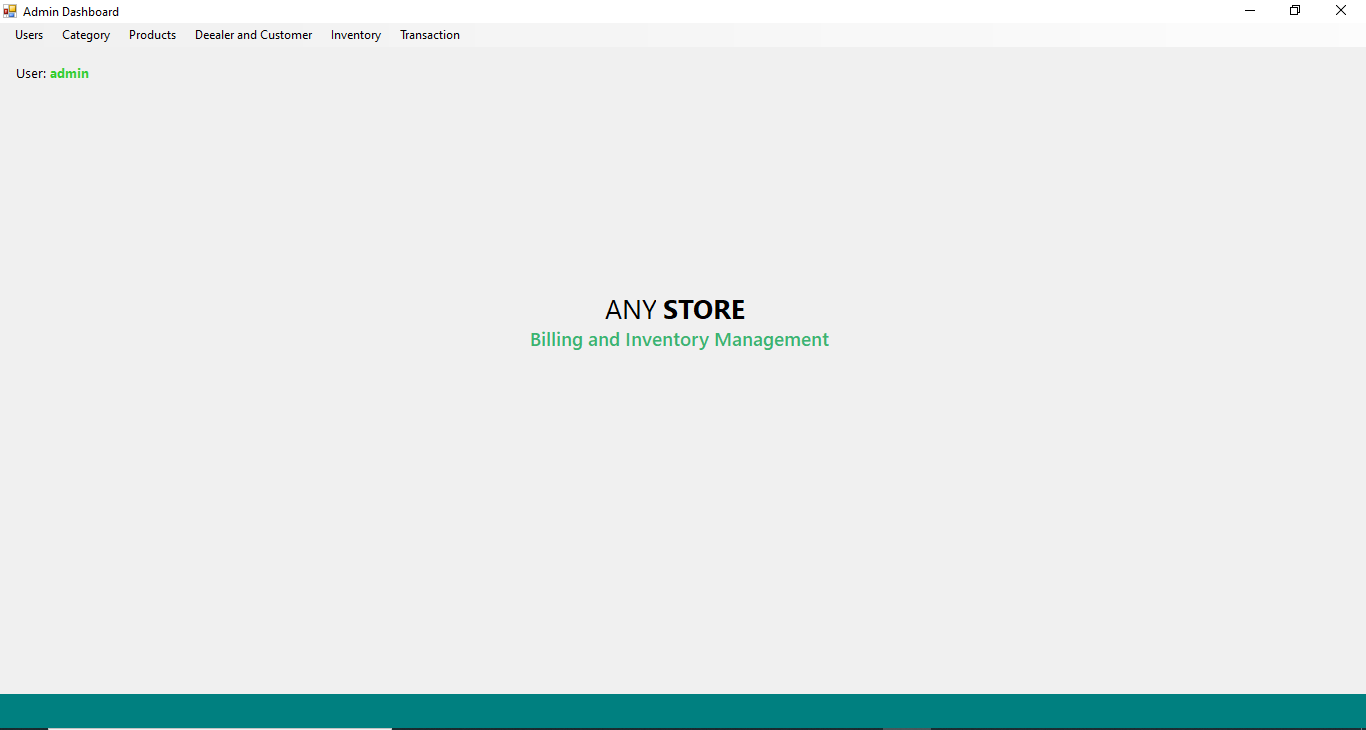 Admin Dashboard
Users Category Products Deealer and Customer Inventory Transaction
User: admin
ANY STORE
Billing and Inventory Management